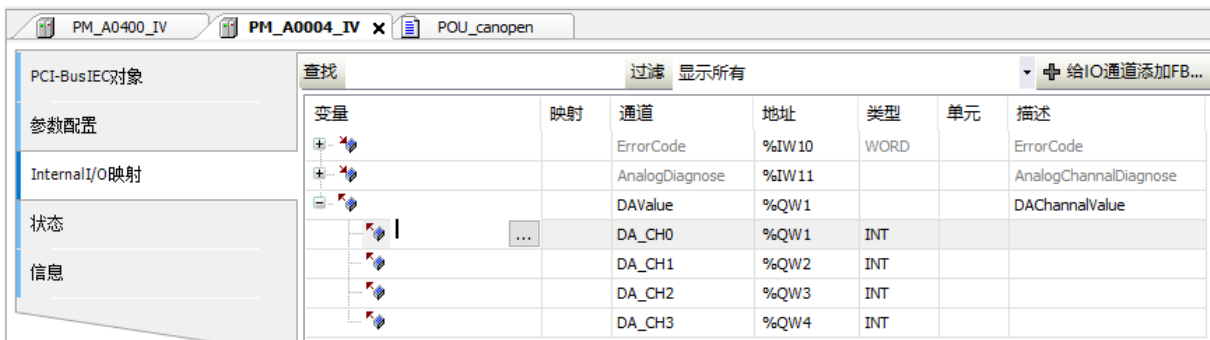 PM_A0400_IV PM_A0004_IV POU_canopen
PCI-BusIEC对象
参数配置
InternalI/O映射
状态
信息
查找 过滤 显示所有 给IO通道添加FB...
变量 映射 通道 地址 类型 单元 描述
ErrorCode %IW10 WORD ErrorCode
AnalogDiagnose %IW11 AnalogChannalDiagnose
DAValue %QW1 DAChannalValue
... DA_CH0 %QW1 INT
DA_CH1 %QW2 INT
DA_CH2 %QW3 INT
DA_CH3 %QW4 INT